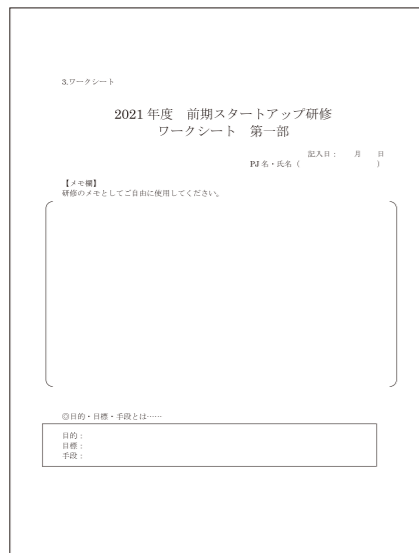 3.ワークシート
2021 年度　前期スタートアップ研修
ワークシート　第一部
記入日：　月　日
PJ 名・氏名（　　　　　　　　）
【メモ欄】
研修のメモとしてご自由に使用してください。
◎目的・目標・手段とは……
目的：
目標：
手段：